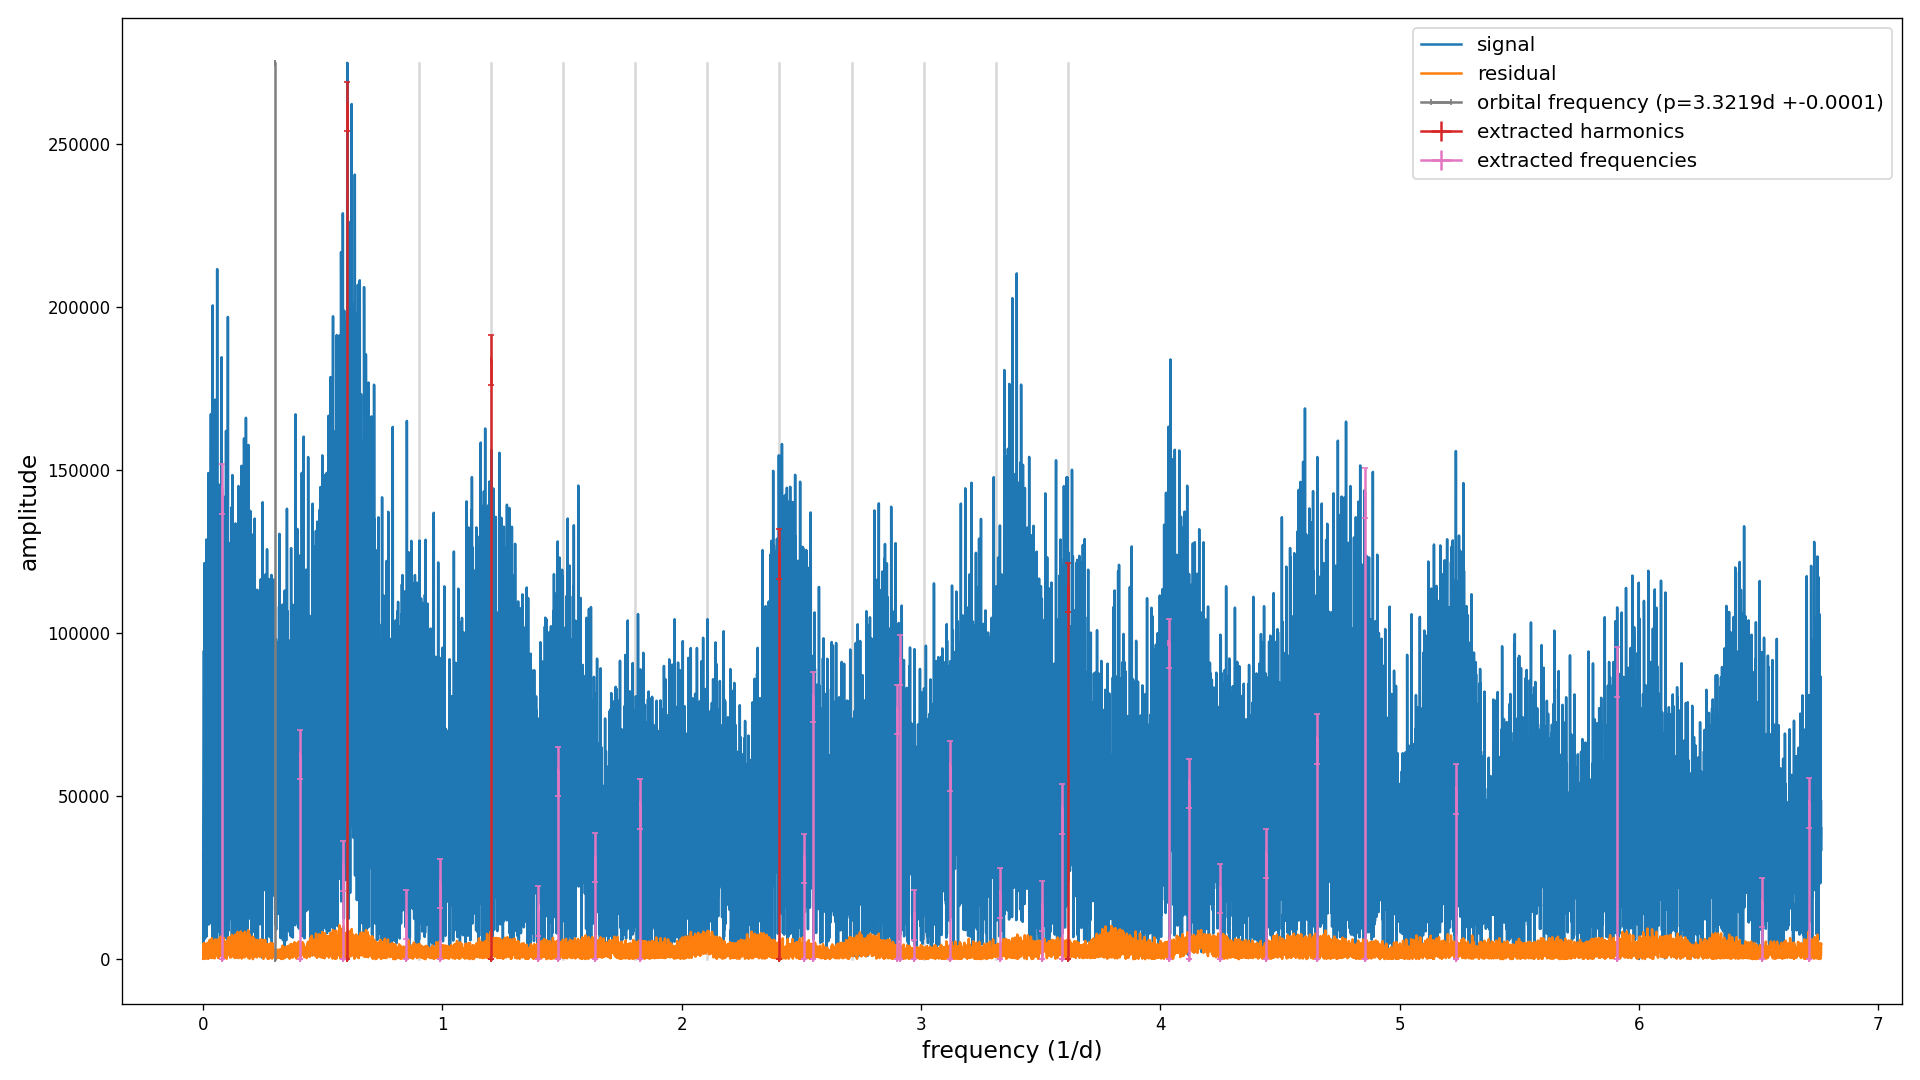 signal
residual
orbital frequency (p=3.3219d +-0.0001)
extracted harmonics
extracted frequencies
amplitude
250000
200000
150000
100000
50000
0
0 1 2 3 4 5 6 7
frequency (1/d)